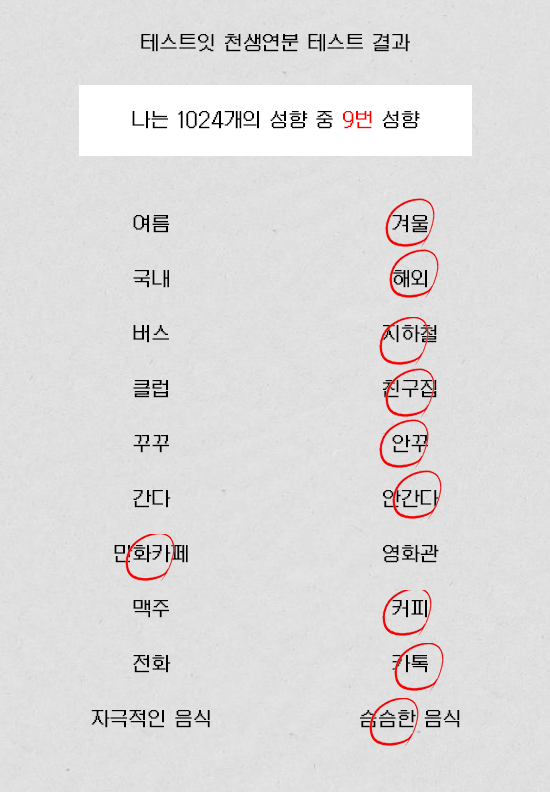 테스트잇 천생연분 테스트 결과
나는 1024개의 성향 중 9번 성향
여름 겨울
국내 해외
버스 지하철
클럽 친구집
꾸꾸 안꾸
간다 안간다
만화카페 영화관
맥주 커피
전화 카톡
자극적인 음식 슴슴한 음식